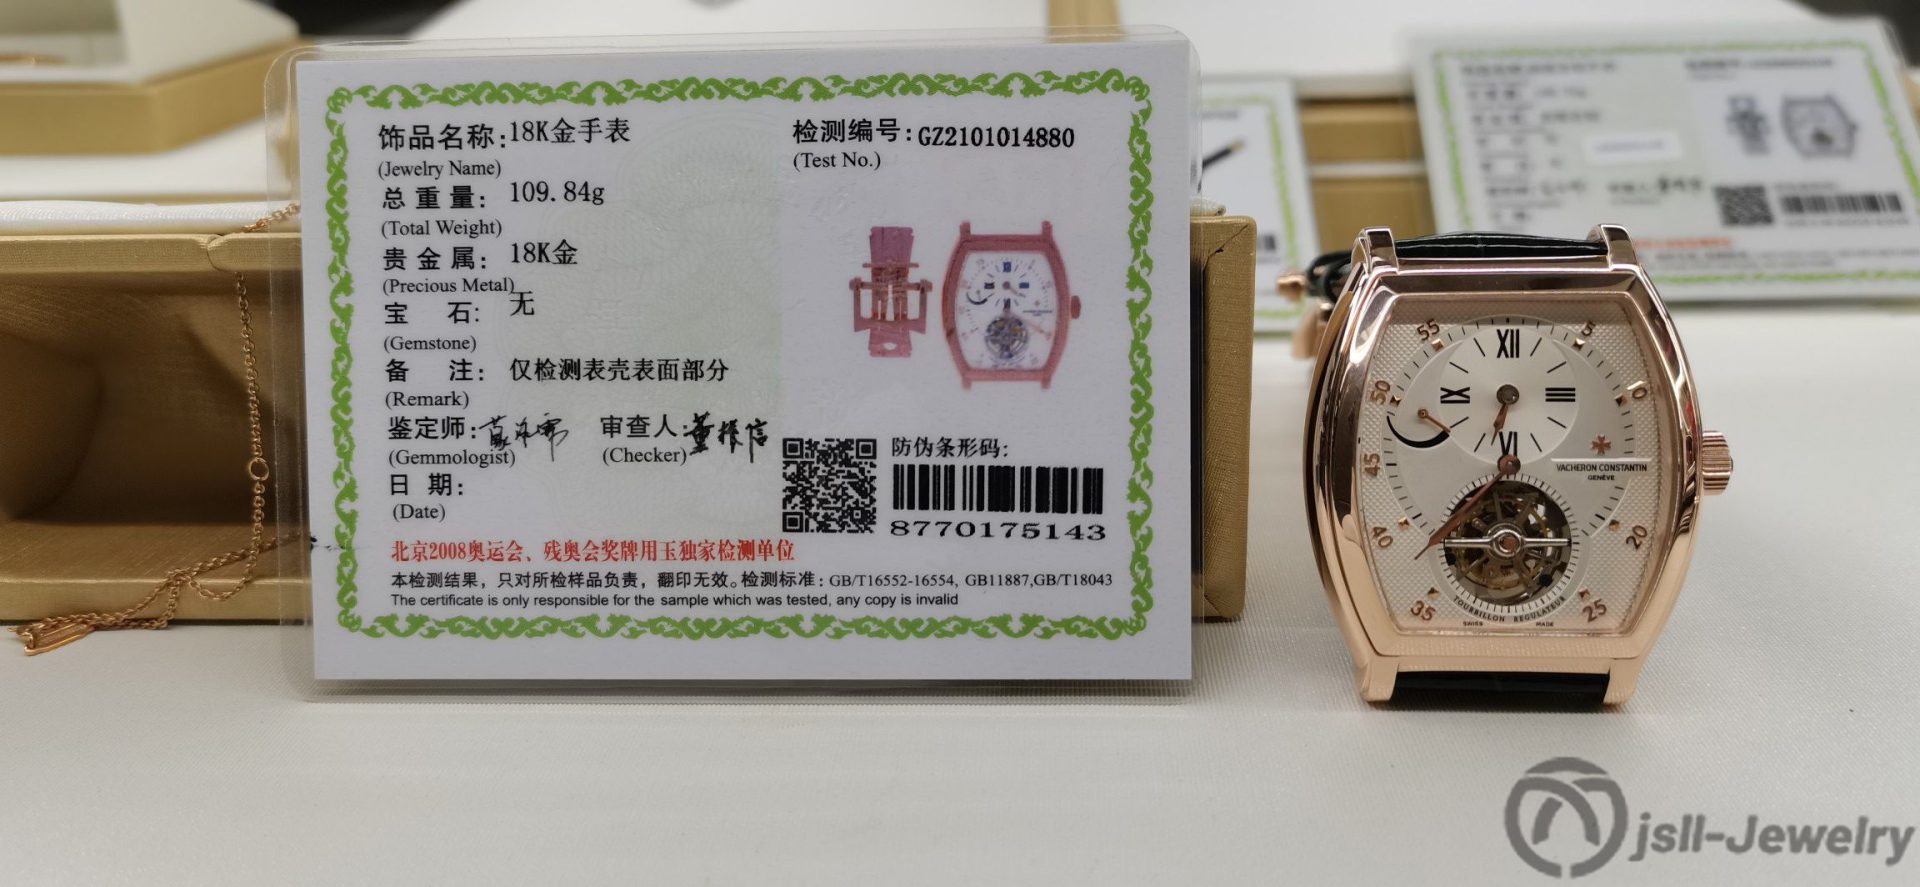 饰品名称:18K金手表
(Jewelry Name)
检测编号:GZ2101014880
(Test No.)
总重量: 109.84g
(Total Weight)
贵金属: 18K金
(Precious Metal)
宝 石: 无
(Gemstone)
备 注: 仅检测表壳表面部分
(Remark)
鉴定师:
(Gemmologist)
审查人:董振信
(Checker)
日 期:
(Date)
防伪条形码:
8770175143
北京2008奥运会、残奥会奖牌用玉独家检测单位
本检测结果，只对所检样品负责，翻印无效。检测标准: GB/T16552-16554, GB11887,GB/T18043
The certificate is only responsible for the sample which was tested, any copy is invalid
55 XII 5
50 IX III 10
45 VI
VACHERON CONSTANTIN
GENÈVE
40 20
35 25
TOURBILLON REGULATEUR
SWISS MADE
jsll-Jewelry